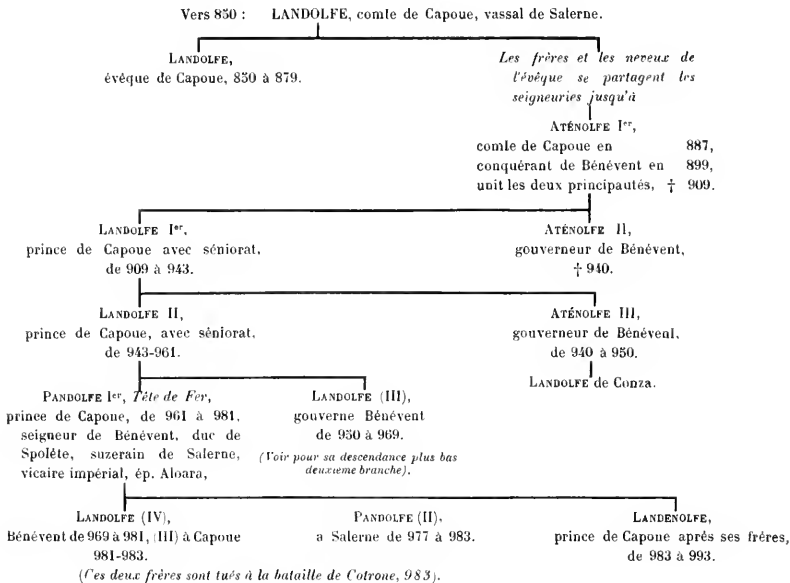 Vers 850 : LANDOLFE, comte de Capoue, vassal de Salerne.
LANDOLFE,
évêque de Capoue, 850 à 879.
Les frères et les neveux de
l'évêque se partagent les
seigneuries jusqu'à
ATÉNOLFE Ier,
comte de Capoue en 887,
conquérant de Bénévent en 899,
unit les deux principautés, † 909.
LANDOLFE Ier,
prince de Capoue avec séniorat,
de 909 à 943.
ATÉNOLFE II,
gouverneur de Bénévent,
† 940.
LANDOLFE II,
prince de Capoue, avec séniorat,
de 943-961.
ATÉNOLFE III,
gouverneur de Bénévent,
de 940 à 950.
LANDOLFE de Conza.
PANDOLFE Ier, Tête de Fer,
prince de Capoue, de 961 à 981,
seigneur de Bénévent, duc de
Spolète, suzerain de Salerne,
vicaire impérial, ép. Aloara,
LANDOLFE (III),
gouverne Bénévent
de 950 à 969.
(Voir pour sa descendance plus bas
deuxieme branche).
LANDOLFE (IV),
Bénévent de 969 à 981, (III) à Capoue
981-983.
PANDOLFE (II),
a Salerne de 977 à 983.
LANDENOLFE,
prince de Capoue après ses frères,
de 983 à 993.
(Ces deux frères sont tués à la bataille de Cotrone, 983).